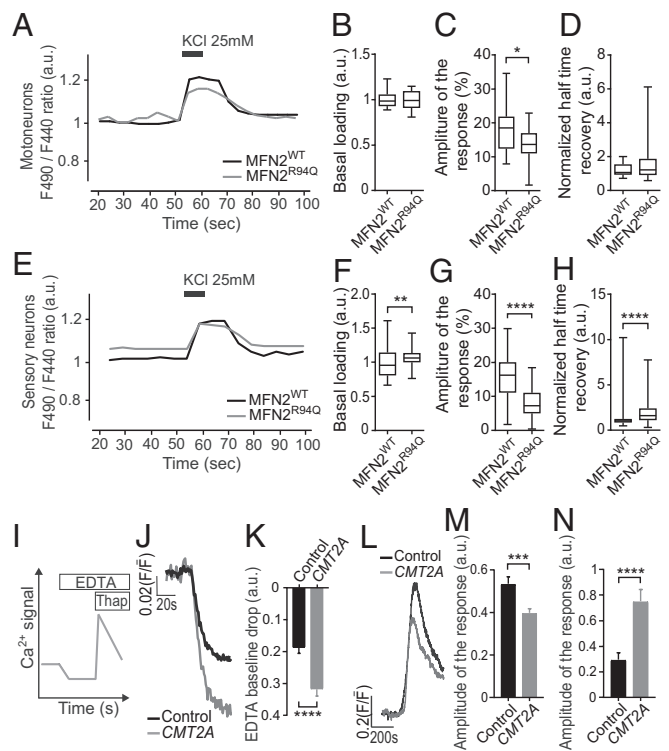 A
KCl 25mM
Motoneurons
F490 / F440 ratio (a.u.)
1.2
1
0.8
MFN2WT
MFN2R94Q
20 30 40 50 60 70 80 90 100
Time (sec)
B
Basal loading (a.u.)
1.5
1
0.5
0
MFN2WT
MFN2R94Q
C
Ampliture of the
response (%)
*
40
30
20
10
0
MFN2WT
MFN2R94Q
D
Normalized half time
recovery (a.u.)
8
6
4
2
0
MFN2WT
MFN2R94Q
E
KCl 25mM
Sensory neurons
F490 / F440 ratio (a.u.)
1.2
1
0.8
MFN2WT
MFN2R94Q
20 30 40 50 60 70 80 90 100
Time (sec)
F
Basal loading (a.u.)
**
2.0
1.5
1.0
0.5
0
MFN2WT
MFN2R94Q
G
Ampliture of the
response (%)
****
40
30
20
10
0
MFN2WT
MFN2R94Q
H
Normalized half time
recovery (a.u.)
****
15
10
5
0
MFN2WT
MFN2R94Q
I
Ca2+ signal
EDTA
Thap
Time (s)
J
0.02(F/F̄)
20s
Control
CMT2A
K
Control
CMT2A
EDTA baseline drop (a.u.)
0
0.1
0.2
0.3
0.4
****
L
Control
CMT2A
0.2(F/F̄)
200s
M
Amplitude of the response (a.u.)
***
0.6
0.4
0.2
0
Control
CMT2A
N
Amplitude of the response (a.u.)
****
1
0.8
0.6
0.4
0.2
0
Control
CMT2A